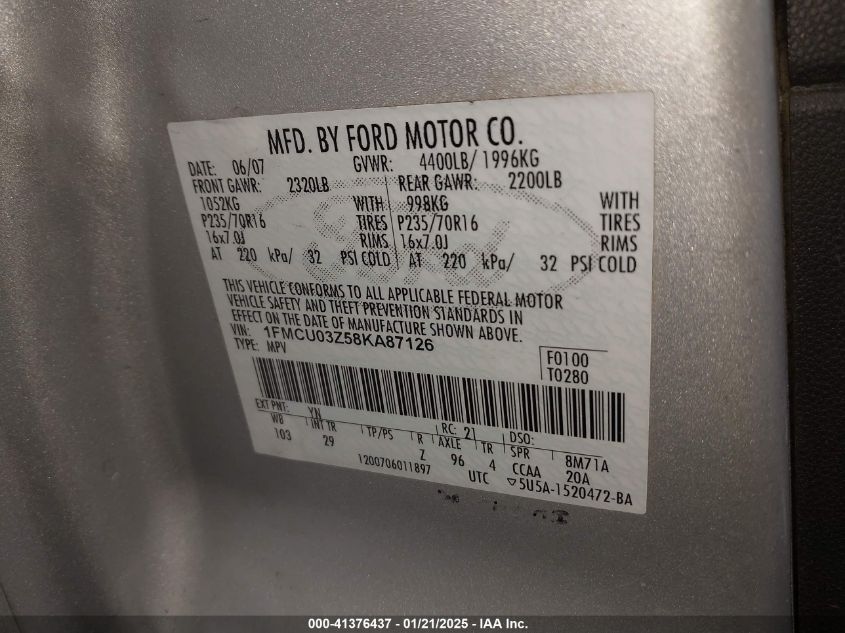 MFD. BY FORD MOTOR CO.
DATE: 06/07 GVWR: 4400LB/ 1996KG
FRONT GAWR: 2320LB REAR GAWR: 2200LB
1052KG WITH 998KG WITH
P235/70R16 TIRES P235/70R16 TIRES
16x7.0J RIMS 16x7.0J RIMS
AT 220 kPa/ 32 PSI COLD AT 220 kPa/ 32 PSI COLD
THIS VEHICLE CONFORMS TO ALL APPLICABLE FEDERAL MOTOR
VEHICLE SAFETY AND THEFT PREVENTION STANDARDS IN
EFFECT ON THE DATE OF MANUFACTURE SHOWN ABOVE.
VIN: 1FMCU03Z58KA87126
TYPE: MPV
F0100
T0280
EXT PNT: YN RC: 21 DSO:
WB INT TR TP/PS R AXLE TR SPR 8M71A
103 29 Z 96 4 CCAA 20A
1200706011897 UTC ▽5U5A-1520472-BA
000-41376437 - 01/21/2025 - IAA Inc.